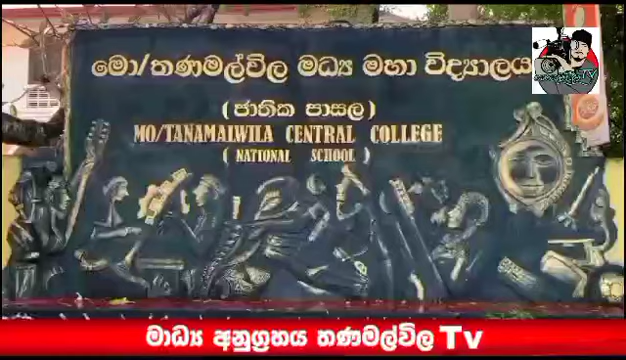 මො/තණමල්විල මධ්‍ය මහා විද්‍යාලය
(ජාතික පාසල)
MO/TANAMALWILA CENTRAL COLLEGE
( NATIONAL SCHOOL )
මාධ්‍ය අනුග්‍රහය තණමල්විල Tv